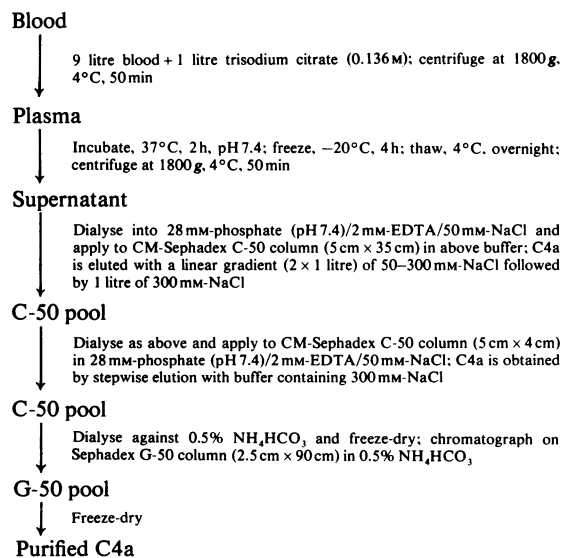 Blood
9 litre blood + 1 litre trisodium citrate (0.136 M); centrifuge at 1800 g,
4°C, 50 min
Plasma
Incubate, 37°C, 2 h, pH 7.4; freeze, −20°C, 4 h; thaw, 4°C, overnight;
centrifuge at 1800 g, 4°C, 50 min
Supernatant
Dialyse into 28 mM-phosphate (pH 7.4)/2 mM-EDTA/50 mM-NaCl and
apply to CM-Sephadex C-50 column (5 cm × 35 cm) in above buffer; C4a
is eluted with a linear gradient (2 × 1 litre) of 50–300 mM-NaCl followed
by 1 litre of 300 mM-NaCl
C-50 pool
Dialyse as above and apply to CM-Sephadex C-50 column (5 cm × 4 cm)
in 28 mM-phosphate (pH 7.4)/2 mM-EDTA/50 mM-NaCl; C4a is obtained
by stepwise elution with buffer containing 300 mM-NaCl
C-50 pool
Dialyse against 0.5% NH₄HCO₃ and freeze-dry; chromatograph on
Sephadex G-50 column (2.5 cm × 90 cm) in 0.5% NH₄HCO₃
G-50 pool
Freeze-dry
Purified C4a